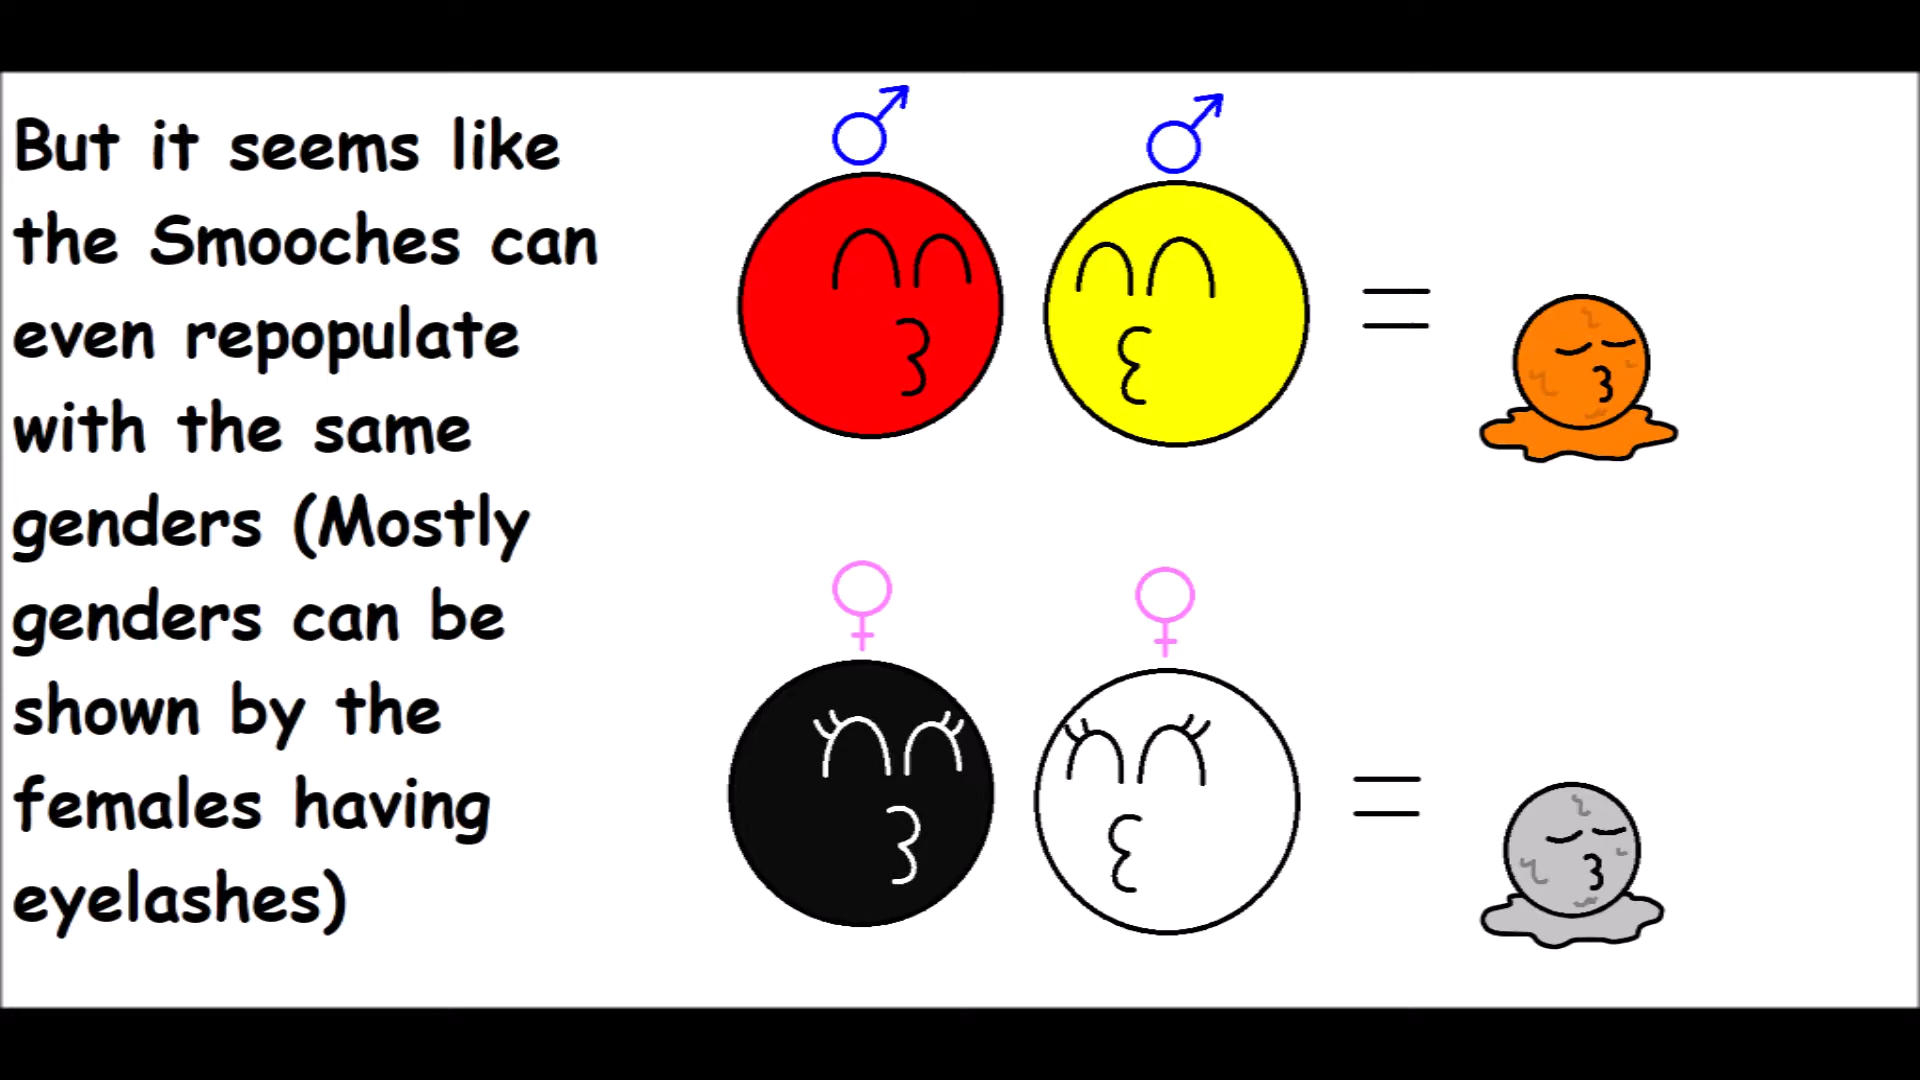 But it seems like
the Smooches can
even repopulate
with the same
genders (Mostly
genders can be
shown by the
females having
eyelashes)